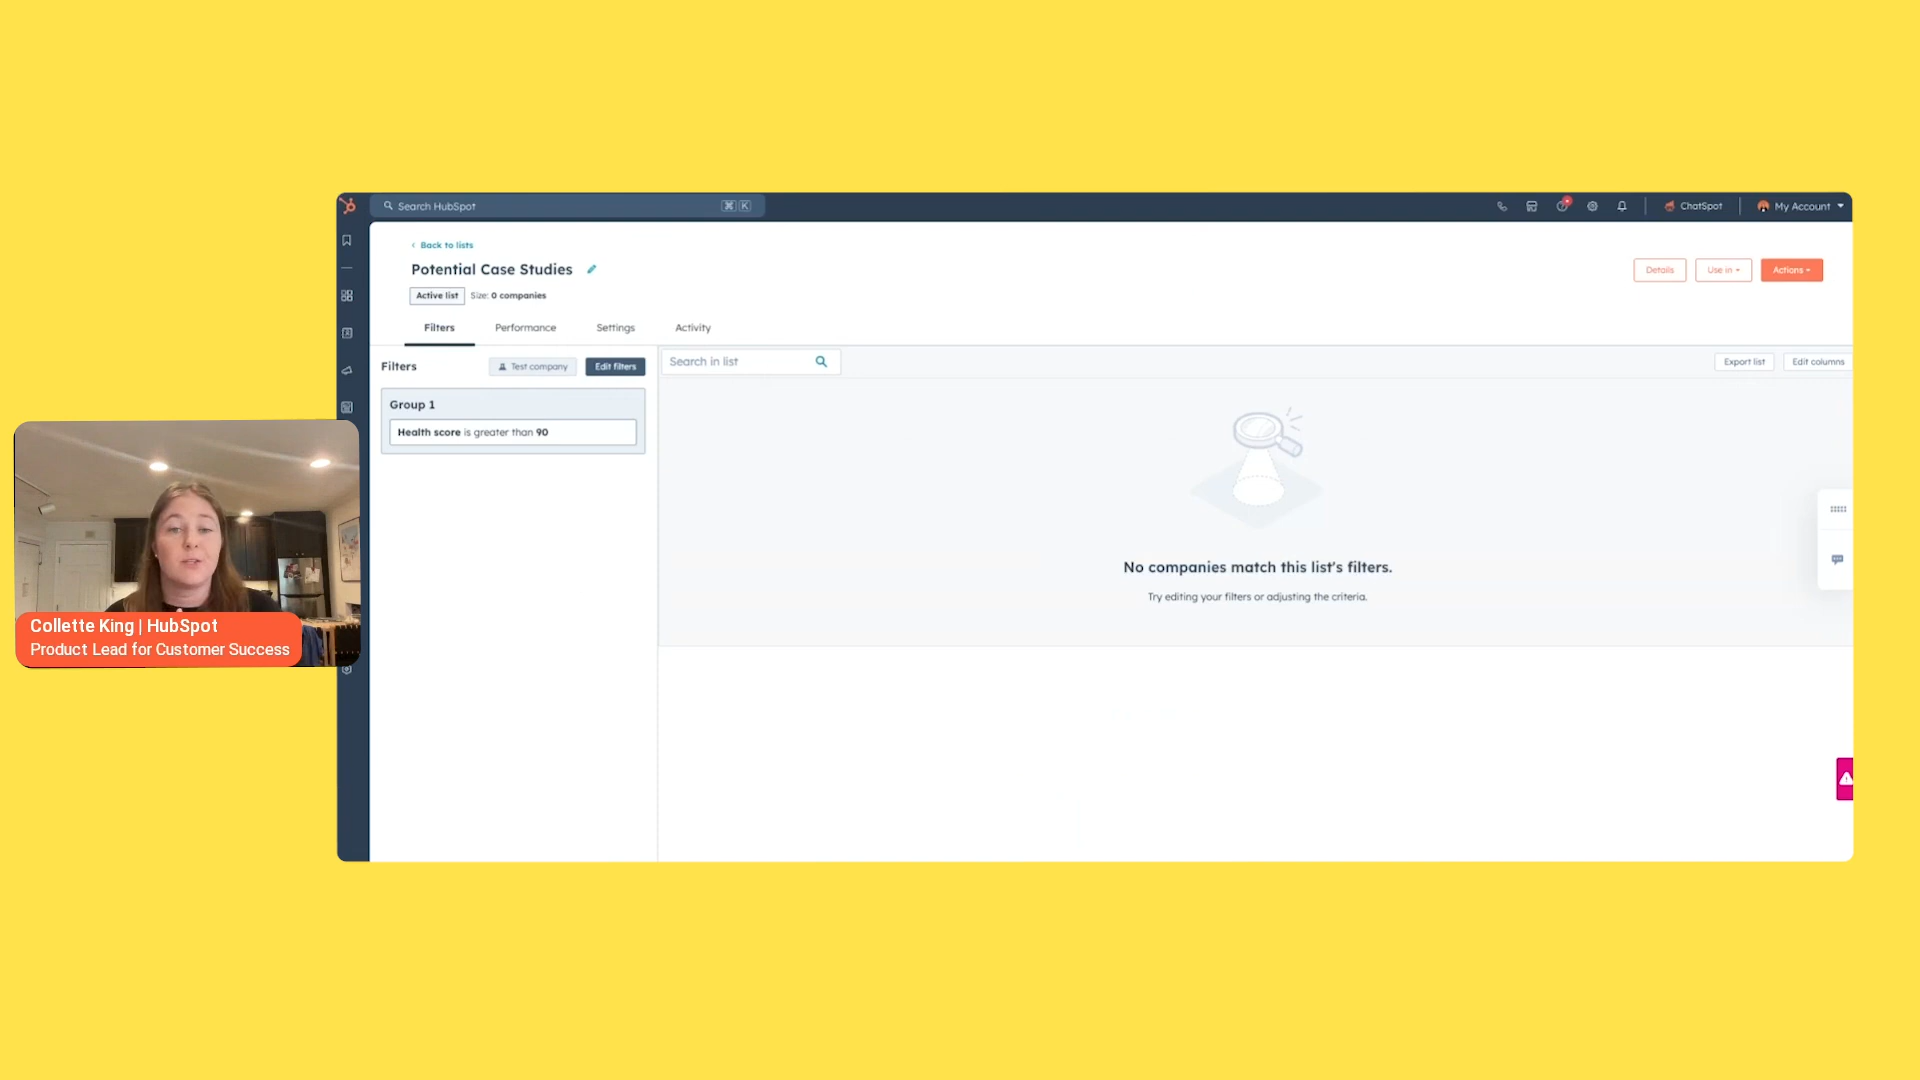 Search HubSpot
⌘ K
ChatSpot
My Account
Back to lists
Potential Case Studies
Details
Use in
Actions
Active list
Size: 0 companies
Filters
Performance
Settings
Activity
Filters
Test company
Edit filters
Search in list
Export list
Edit columns
Group 1
Health score is greater than 90
No companies match this list's filters.
Try editing your filters or adjusting the criteria.
Collette King | HubSpot
Product Lead for Customer Success